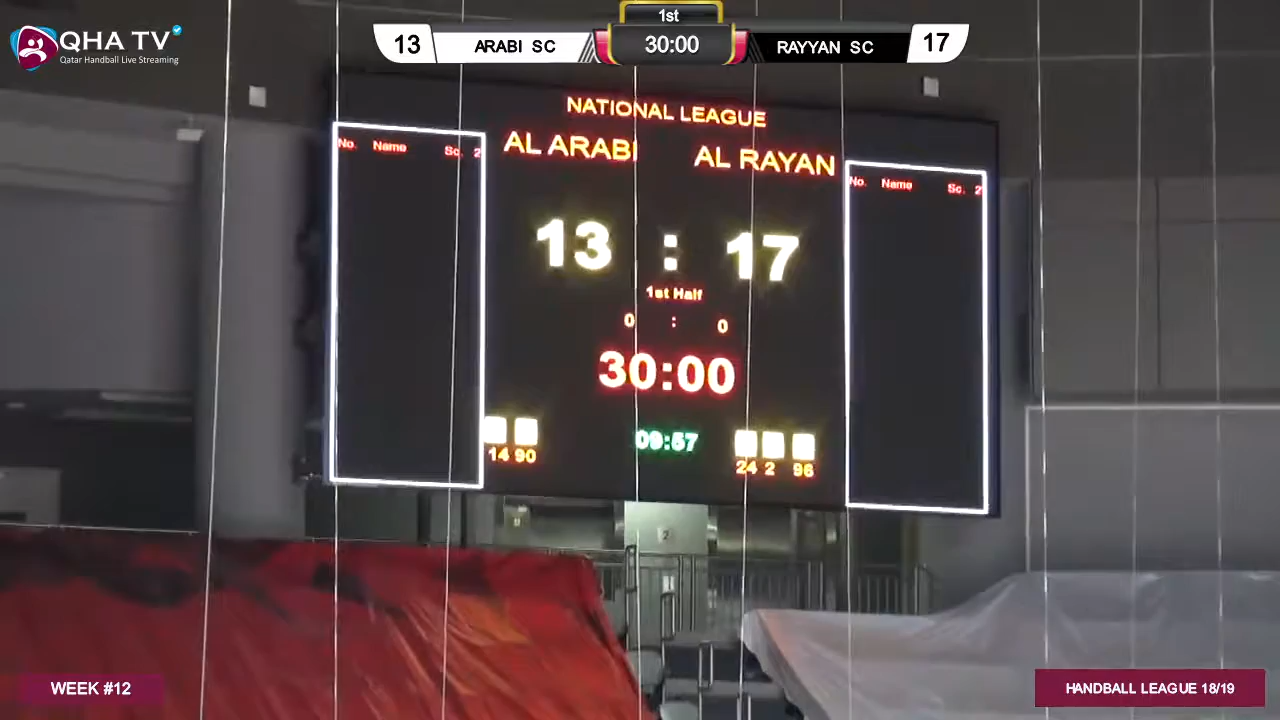 QHA TV
Qatar Handball Live Streaming
1st
13 ARABI SC 30:00 RAYYAN SC 17
NATIONAL LEAGUE
AL ARABI AL RAYAN
No. Name Sc. 2
No. Name Sc. 2
13 : 17
1st Half
0 : 0
30:00
09:57
14 90
24 2 96
2
WEEK #12
HANDBALL LEAGUE 18/19